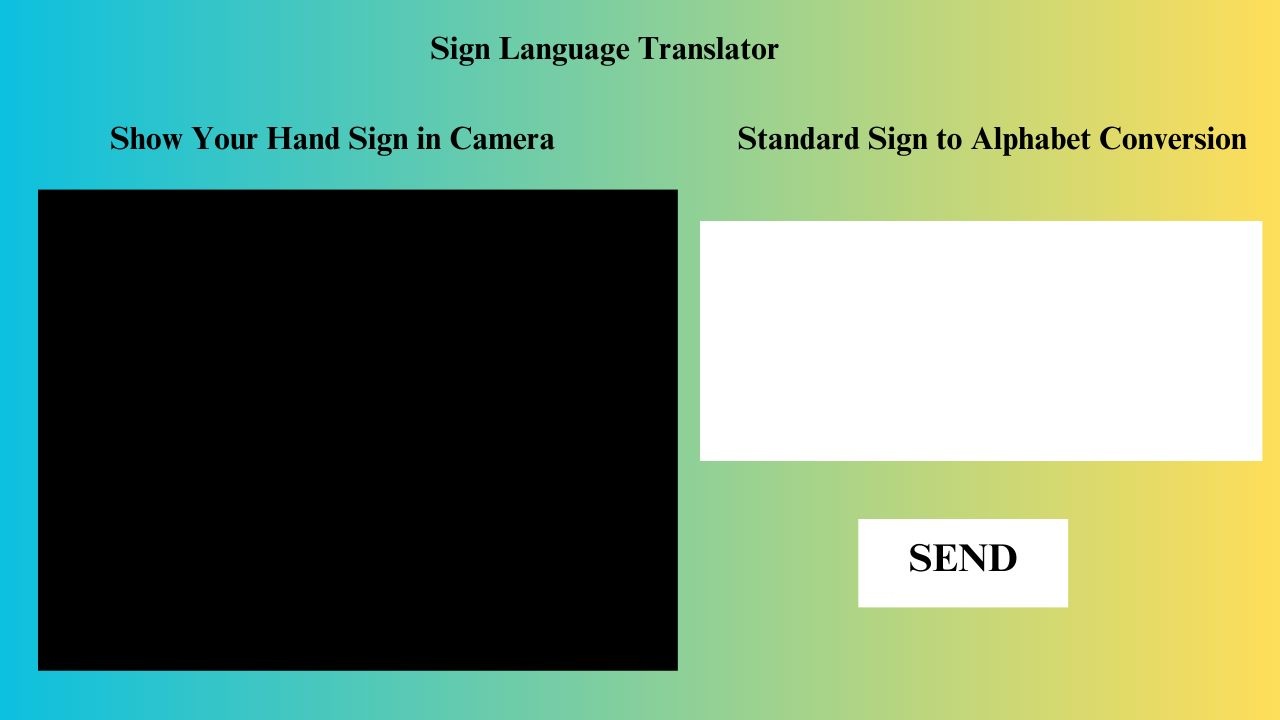 Sign Language Translator
Show Your Hand Sign in Camera
Standard Sign to Alphabet Conversion
SEND